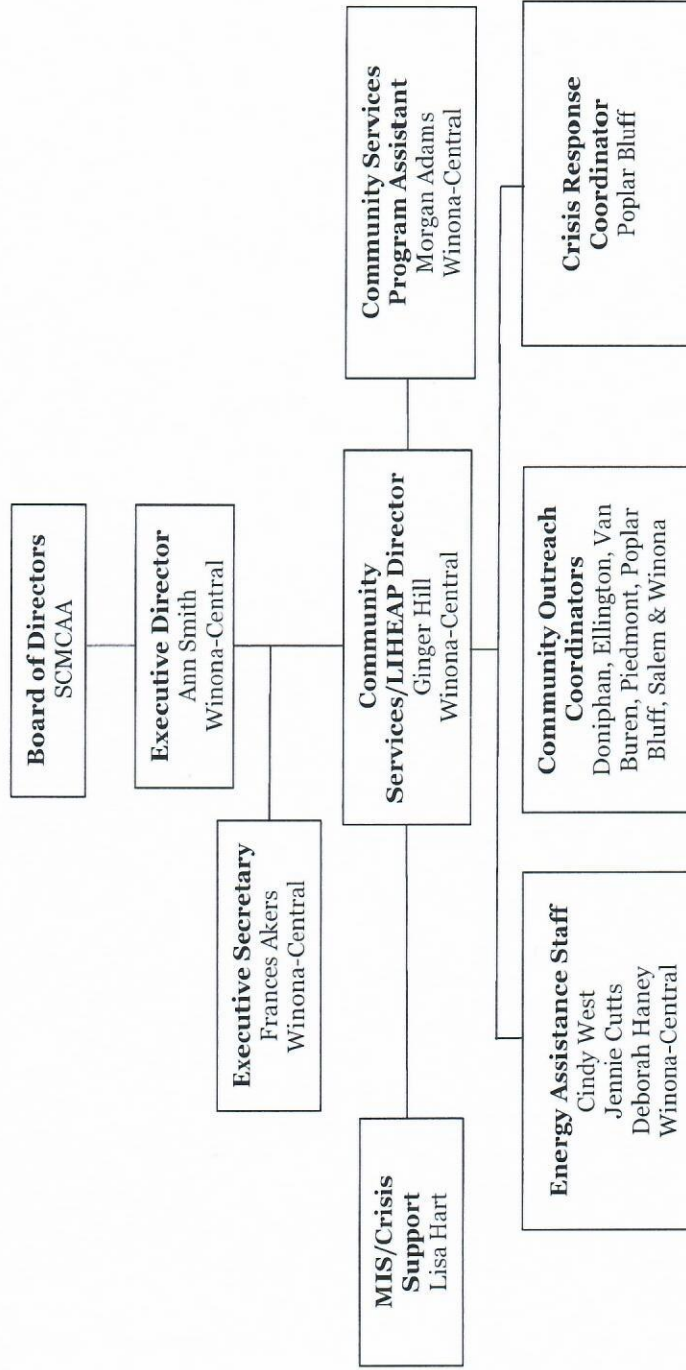 Board of Directors
SCMCAA
Executive Director
Ann Smith
Winona-Central
Executive Secretary
Frances Akers
Winona-Central
MIS/Crisis
Support
Lisa Hart
Community
Services/LIHEAP Director
Ginger Hill
Winona-Central
Community Services
Program Assistant
Morgan Adams
Winona-Central
Energy Assistance Staff
Cindy West
Jennie Cutts
Deborah Haney
Winona-Central
Community Outreach
Coordinators
Doniphan, Ellington, Van
Buren, Piedmont, Poplar
Bluff, Salem & Winona
Crisis Response
Coordinator
Poplar Bluff